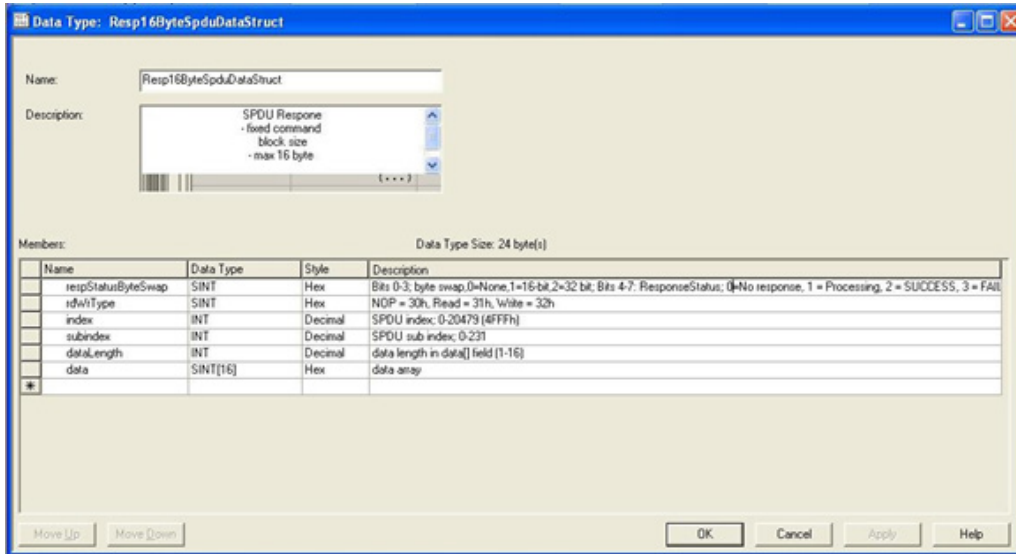 Data Type: Resp16ByteSpduDataStruct
Name: Resp16ByteSpduDataStruct
Description: SPDU Respone
- fixed command
block size
- max 16 byte
(...)
Members: Data Type Size: 24 byte(s)
Name Data Type Style Description
respStatusByteSwap SINT Hex Bits 0-3; byte swap,0=None,1=16-bit,2=32 bit; Bits 4-7: ResponseStatus; 0=No response, 1 = Processing, 2 = SUCCESS, 3 = FAIL
rdWrType SINT Hex NOP = 30h, Read = 31h, Write = 32h
index INT Decimal SPDU index; 0-20479 (4FFFh)
subindex INT Decimal SPDU sub index; 0-231
dataLength INT Decimal data length in data[] field (1-16)
data SINT[16] Hex data array
Move Up Move Down OK Cancel Apply Help